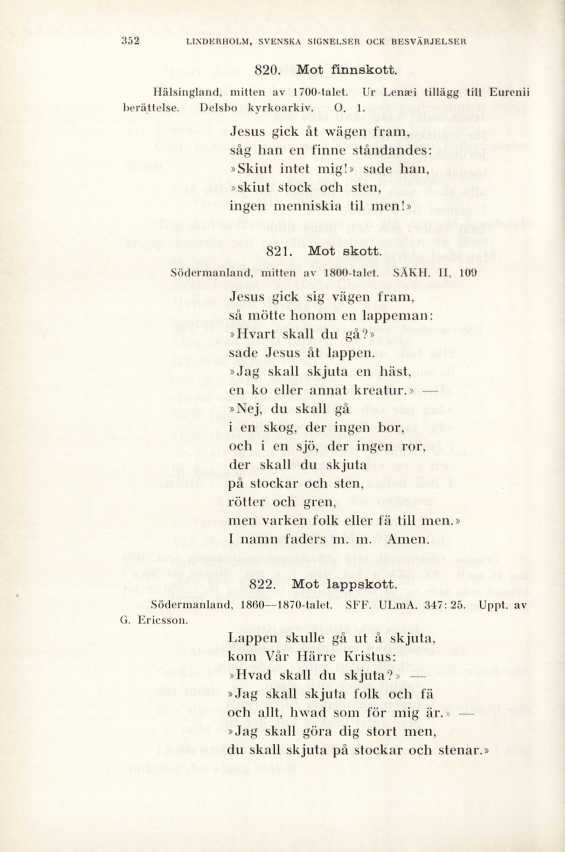 352 LINDERHOLM, SVENSKA SIGNELSER OCK BESVÄRJELSER
820. Mot finnskott.
Hälsingland, mitten av 1700-talet. Ur Lenæi tillägg till Eurenii
berättelse. Delsbo kyrkoarkiv. O. 1.
Jesus gick åt wägen fram,
såg han en finne ståndandes:
»Skiut intet mig!» sade han,
»skiut stock och sten,
ingen menniskia til men!»
821. Mot skott.
Södermanland, mitten av 1800-talet. SÄKH. II, 109
Jesus gick sig vägen fram,
så mötte honom en lappeman:
»Hvart skall du gå?»
sade Jesus åt lappen.
»Jag skall skjuta en häst,
en ko eller annat kreatur.» —
»Nej, du skall gå
i en skog, der ingen bor,
och i en sjö, der ingen ror,
der skall du skjuta
på stockar och sten,
rötter och gren,
men varken folk eller fä till men.»
I namn faders m. m. Amen.
822. Mot lappskott.
Södermanland, 1860—1870-talet. SFF. ULmA. 347: 25. Uppt. av
G. Ericsson.
Lappen skulle gå ut å skjuta,
kom Vår Härre Kristus:
»Hvad skall du skjuta?» —
»Jag skall skjuta folk och fä
och allt, hwad som för mig är.» —
»Jag skall göra dig stort men,
du skall skjuta på stockar och stenar.»